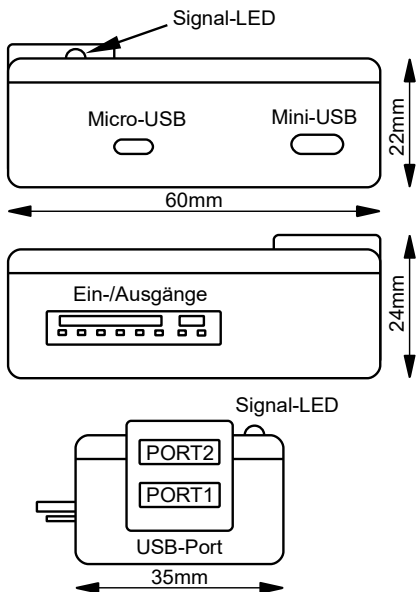 Signal-LED
Micro-USB
Mini-USB
22mm
60mm
Ein-/Ausgänge
24mm
Signal-LED
PORT2
PORT1
USB-Port
35mm